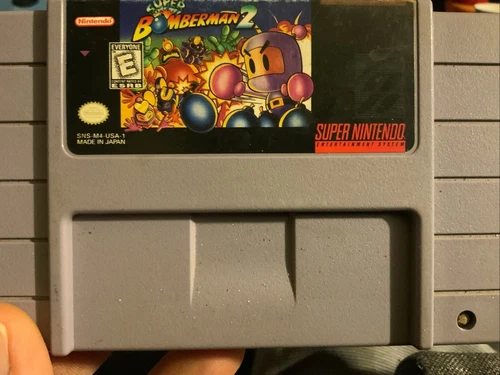 Nintendo
SUPER
BOMBERMAN 2
EVERYONE
E
ESRB
SNS-M4-USA-1
MADE IN JAPAN
SUPER NINTENDO
ENTERTAINMENT SYSTEM